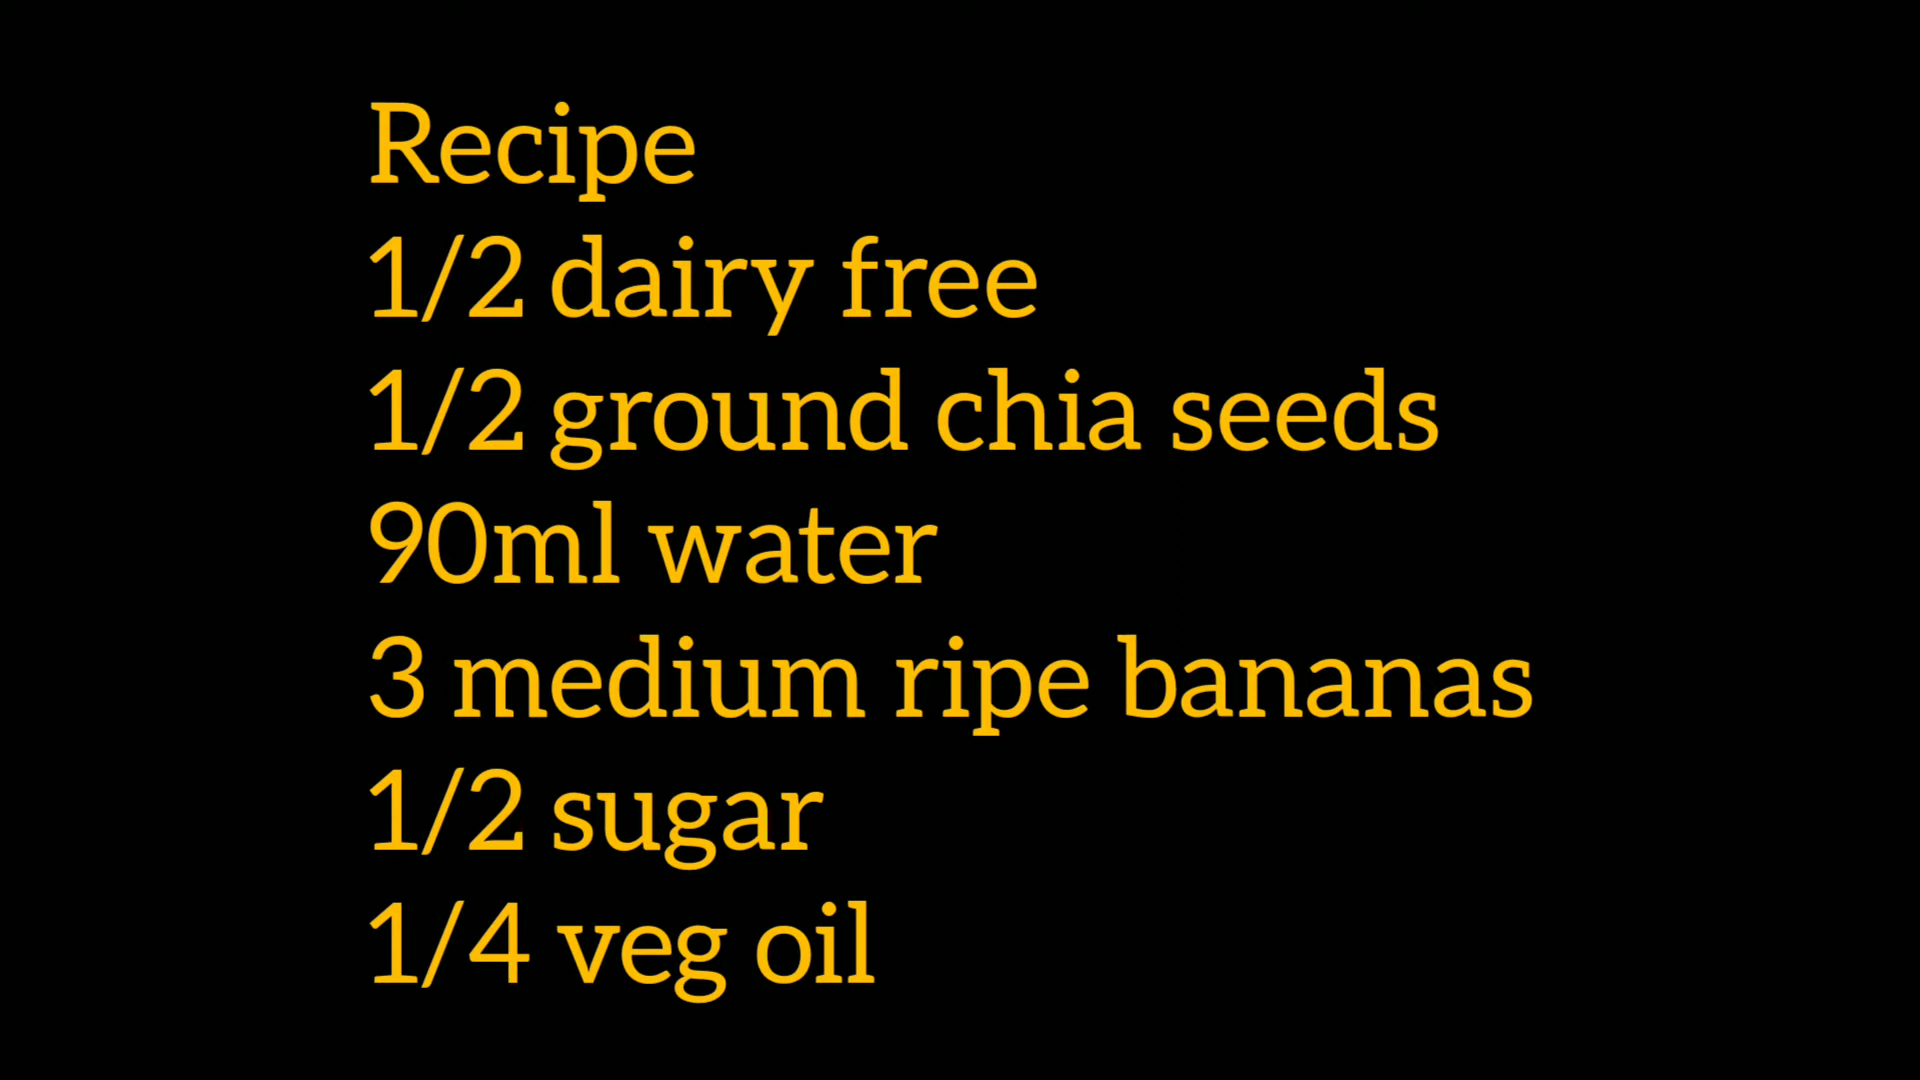 Recipe
1/2 dairy free
1/2 ground chia seeds
90ml water
3 medium ripe bananas
1/2 sugar
1/4 veg oil